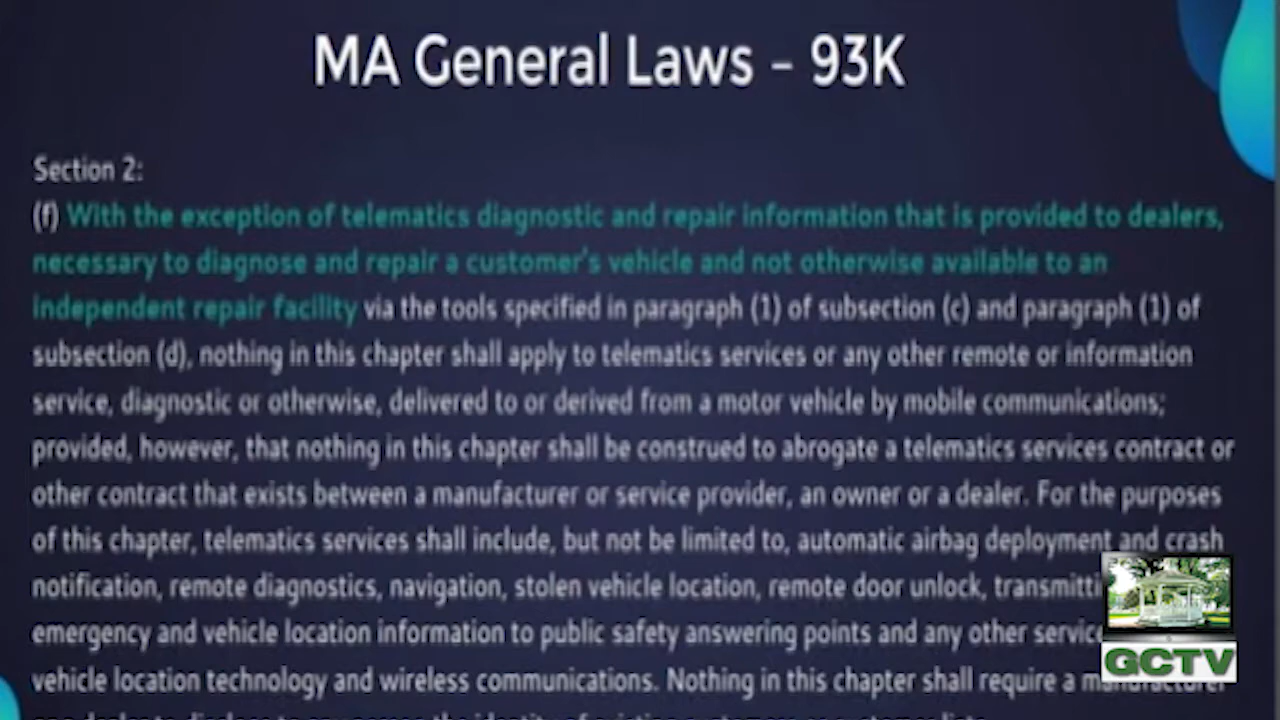 MA General Laws - 93K
Section 2:
(f) With the exception of telematics diagnostic and repair information that is provided to dealers,
necessary to diagnose and repair a customer's vehicle and not otherwise available to an
independent repair facility via the tools specified in paragraph (1) of subsection (c) and paragraph (1) of
subsection (d), nothing in this chapter shall apply to telematics services or any other remote or information
service, diagnostic or otherwise, delivered to or derived from a motor vehicle by mobile communications;
provided, however, that nothing in this chapter shall be construed to abrogate a telematics services contract or
other contract that exists between a manufacturer or service provider, an owner or a dealer. For the purposes
of this chapter, telematics services shall include, but not be limited to, automatic airbag deployment and crash
notification, remote diagnostics, navigation, stolen vehicle location, remote door unlock,
emergency and vehicle location information to public safety answering points and any other
vehicle location technology and wireless communications. Nothing in this chapter shall require a
GCTV